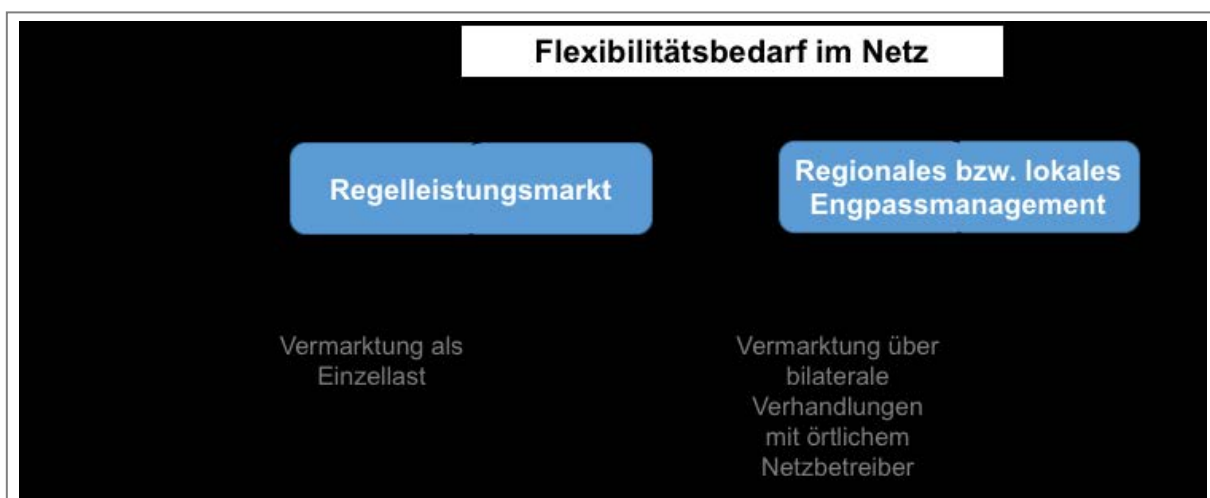 Flexibilitätsbedarf im Netz
Regelleistungsmarkt
Regionales bzw. lokales
Engpassmanagement
Vermarktung als
Einzellast
Vermarktung über
bilaterale
Verhandlungen
mit örtlichem
Netzbetreiber